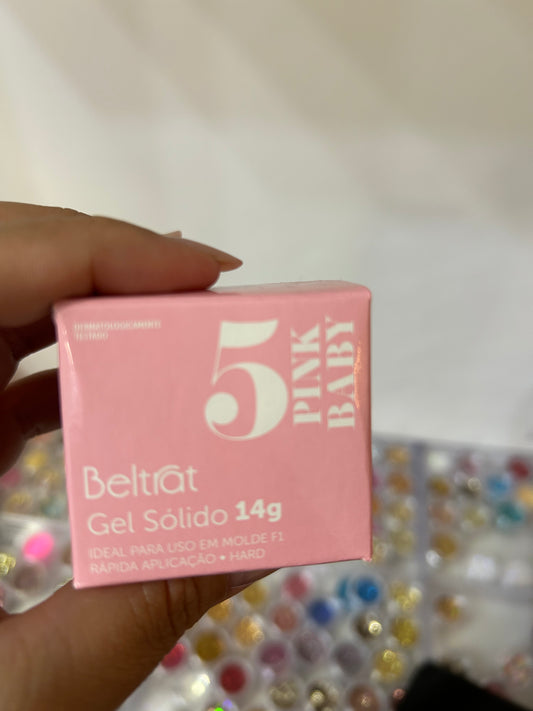 DERMATOLOGICAMENTE
TESTADO
5
PINK
BABY
Beltrat
Gel Sólido 14g
IDEAL PARA USO EM MOLDE F1
RÁPIDA APLICAÇÃO • HARD